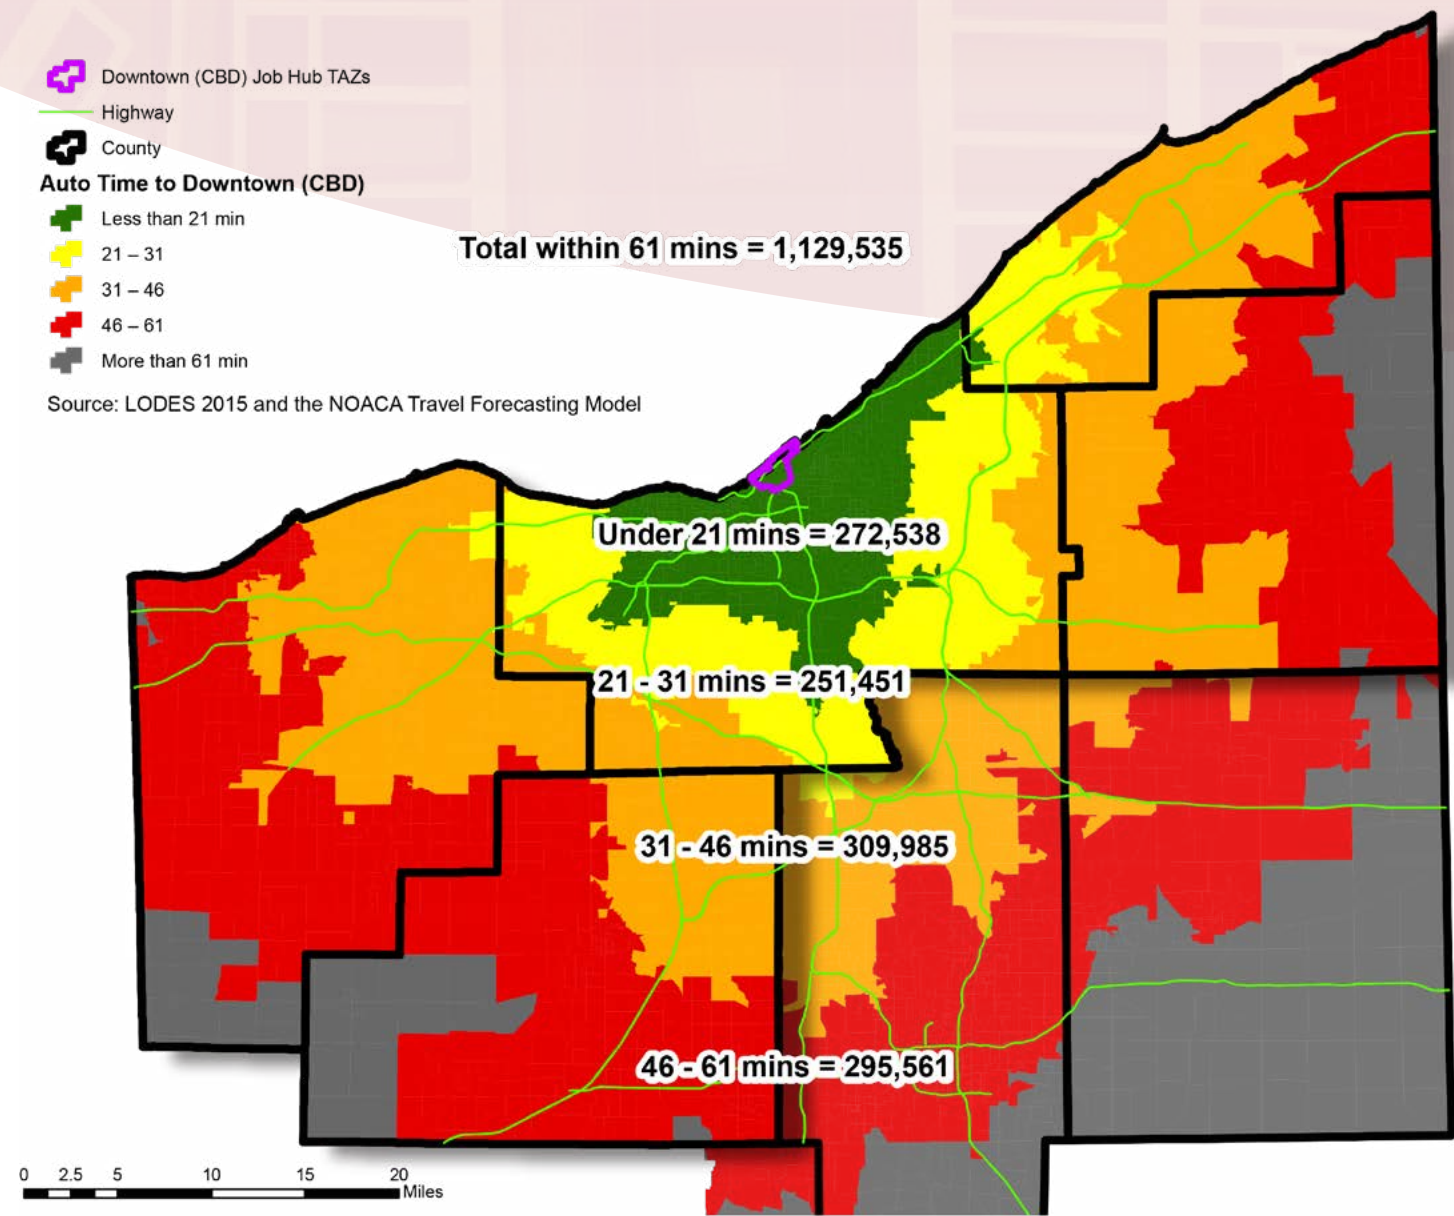 Downtown (CBD) Job Hub TAZs
Highway
County
Auto Time to Downtown (CBD)
Less than 21 min
21 – 31
31 – 46
46 – 61
More than 61 min
Source: LODES 2015 and the NOACA Travel Forecasting Model
Total within 61 mins = 1,129,535
Under 21 mins = 272,538
21 - 31 mins = 251,451
31 - 46 mins = 309,985
46 - 61 mins = 295,561
0 2.5 5 10 15 20
Miles